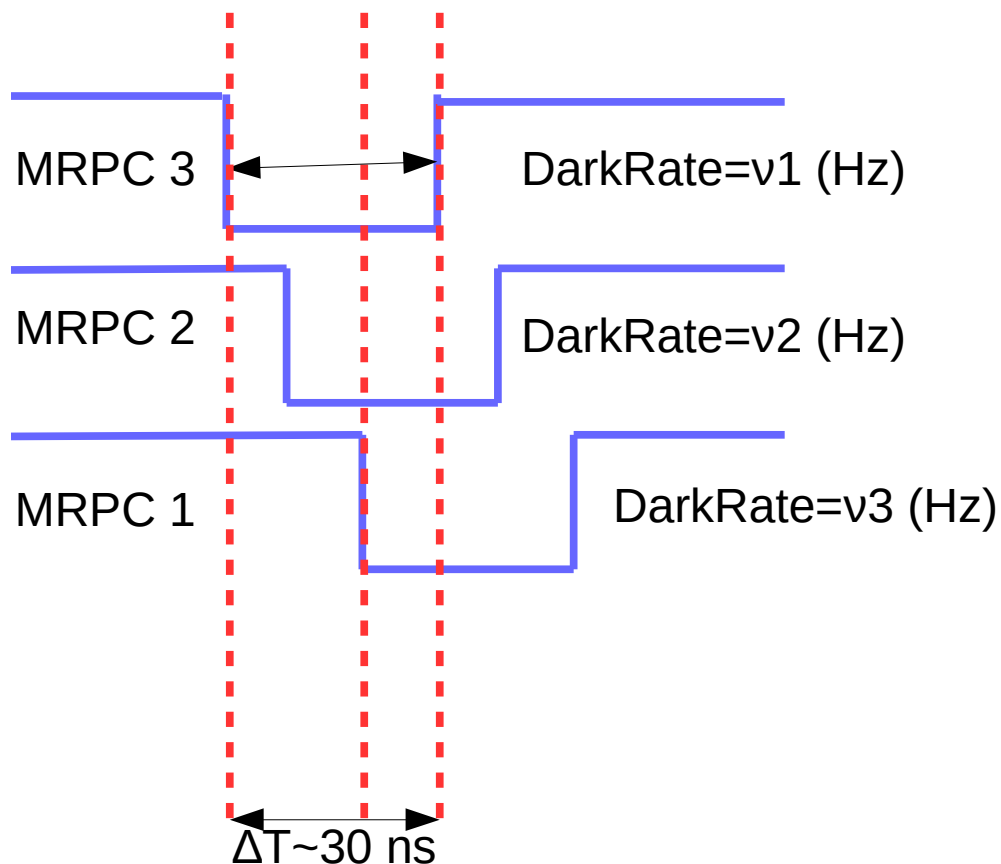 MRPC 3
DarkRate=ν1 (Hz)
MRPC 2
DarkRate=ν2 (Hz)
MRPC 1
DarkRate=ν3 (Hz)
ΔT~30 ns